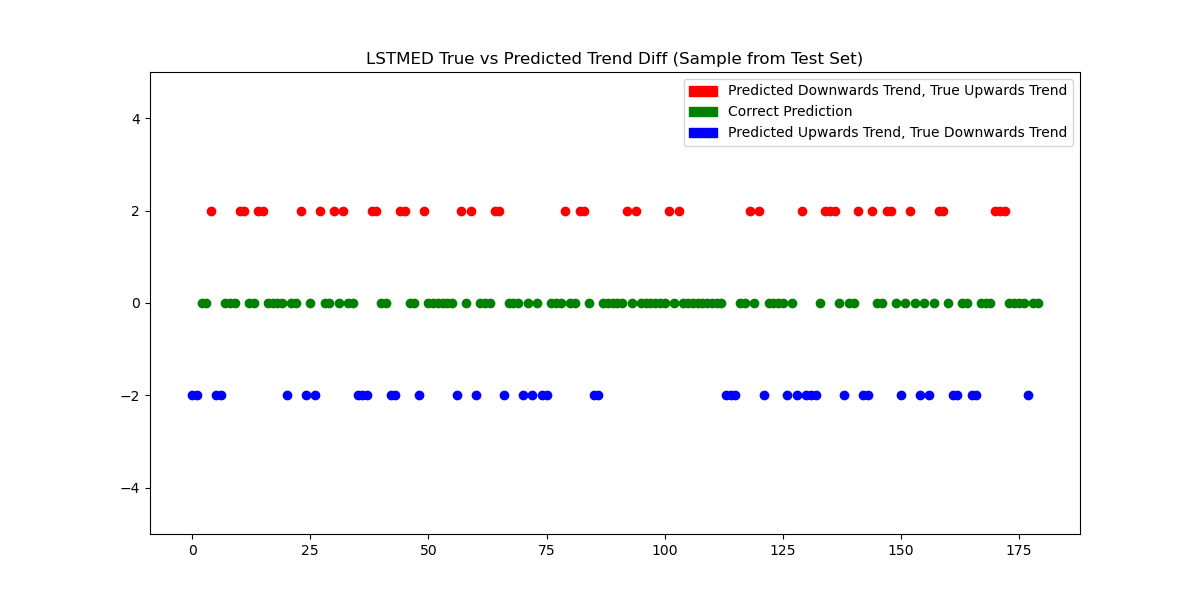 LSTMED True vs Predicted Trend Diff (Sample from Test Set)
Predicted Downwards Trend, True Upwards Trend
Correct Prediction
Predicted Upwards Trend, True Downwards Trend
4
2
0
−2
−4
0 25 50 75 100 125 150 175